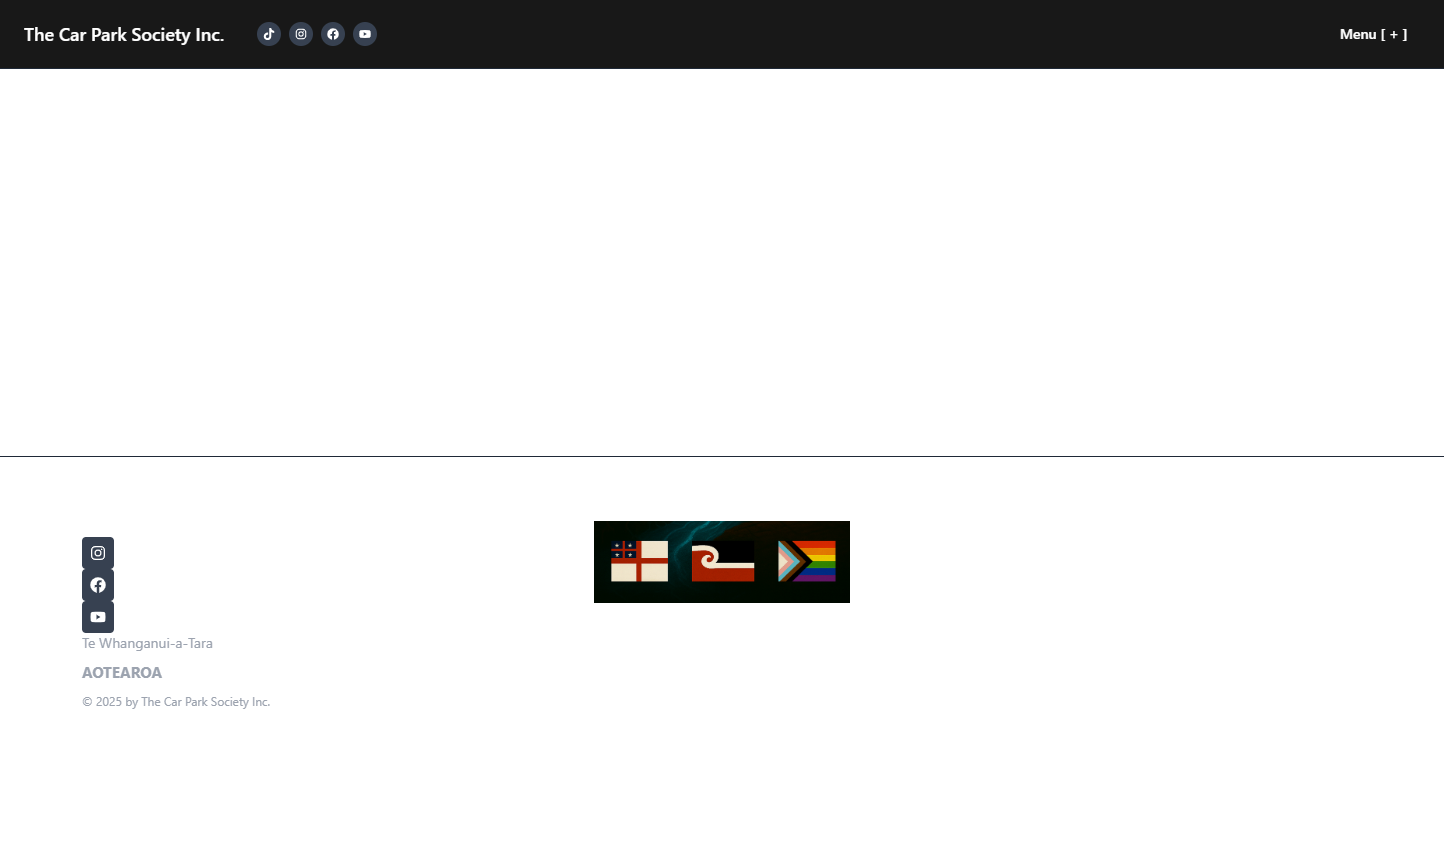 The Car Park Society Inc.
Menu [ + ]
Te Whanganui-a-Tara
AOTEAROA
© 2025 by The Car Park Society Inc.